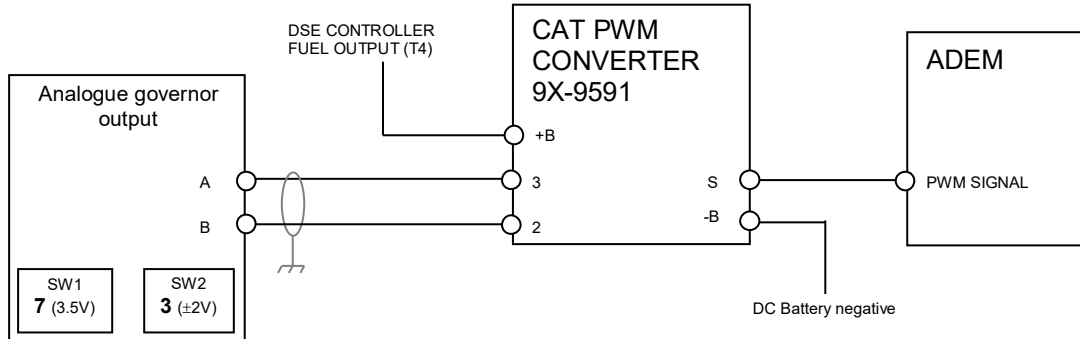 DSE CONTROLLER
FUEL OUTPUT (T4)
CAT PWM
CONVERTER
9X-9591
ADEM
Analogue governor
output
+B
A
3
S
PWM SIGNAL
B
2
-B
SW1
7 (3.5V)
SW2
3 (±2V)
DC Battery negative